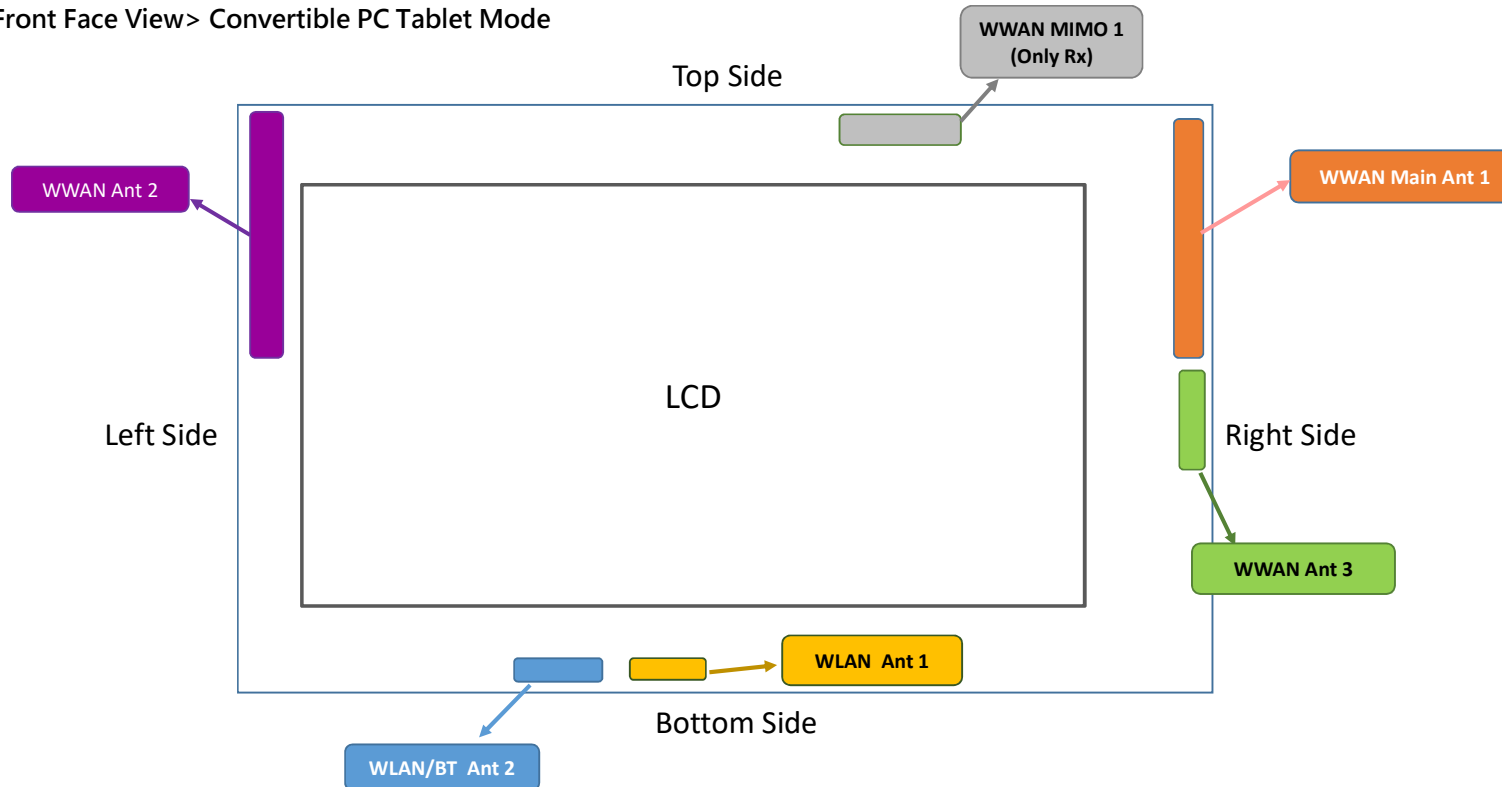 Front Face View> Convertible PC Tablet Mode
WWAN MIMO 1
(Only Rx)
Top Side
WWAN Ant 2
WWAN Main Ant 1
LCD
Left Side
Right Side
WWAN Ant 3
WLAN  Ant 1
Bottom Side
WLAN/BT  Ant 2